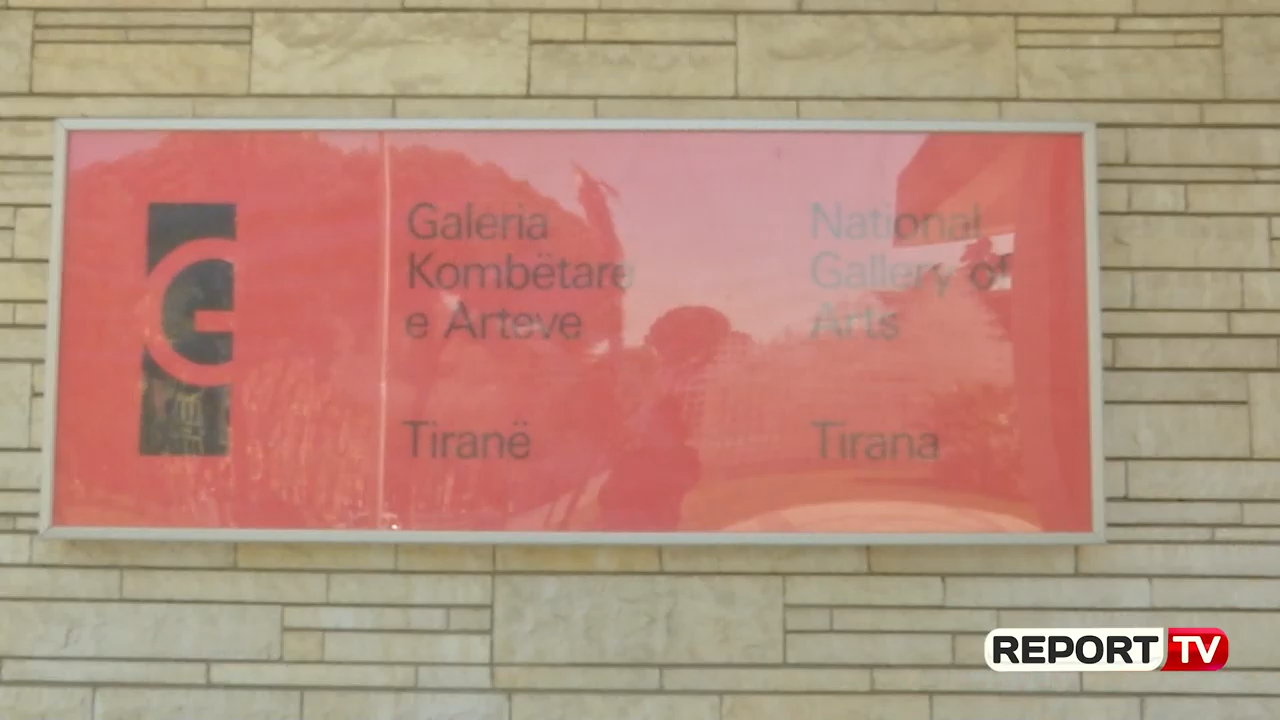 Galeria
Kombëtare
e Arteve
Tiranë
National
Gallery of
Arts
Tirana
REPORT TV